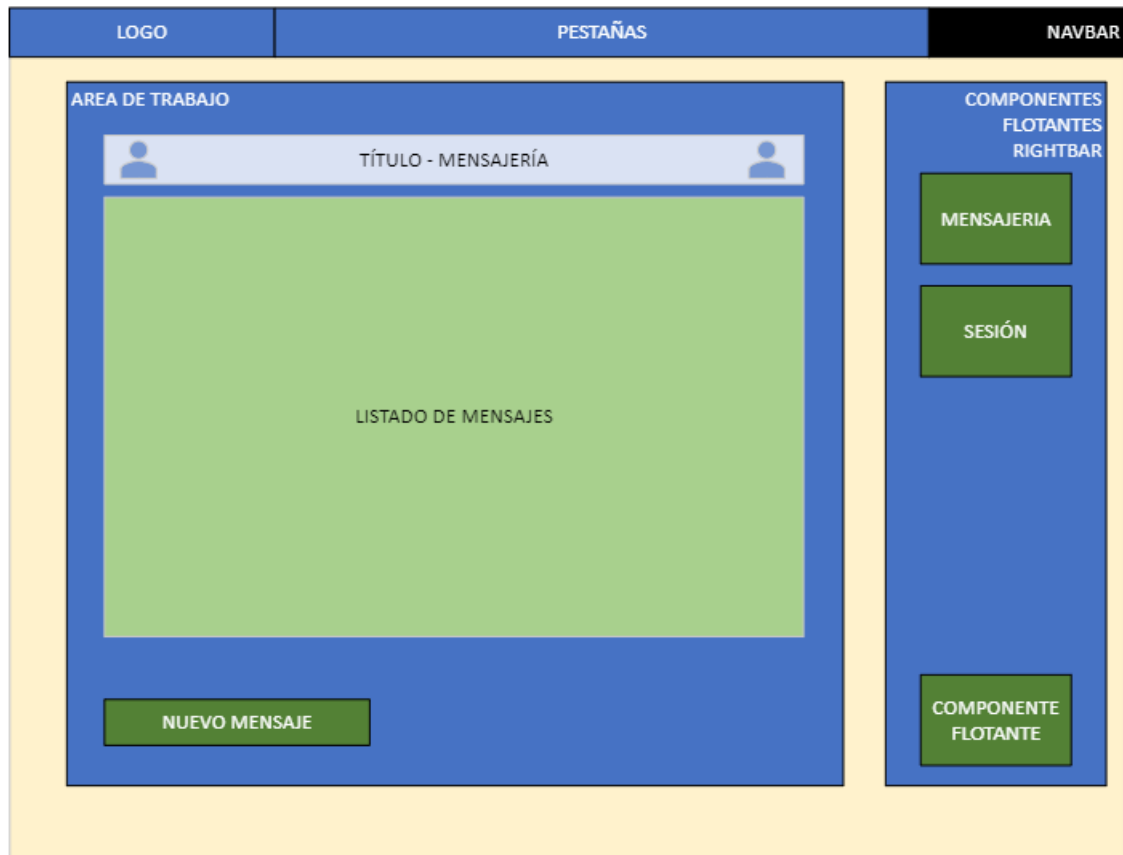 LOGO
PESTAÑAS
NAVBAR
AREA DE TRABAJO
TÍTULO - MENSAJERÍA
LISTADO DE MENSAJES
NUEVO MENSAJE
COMPONENTES
FLOTANTES
RIGHTBAR
MENSAJERIA
SESIÓN
COMPONENTE
FLOTANTE